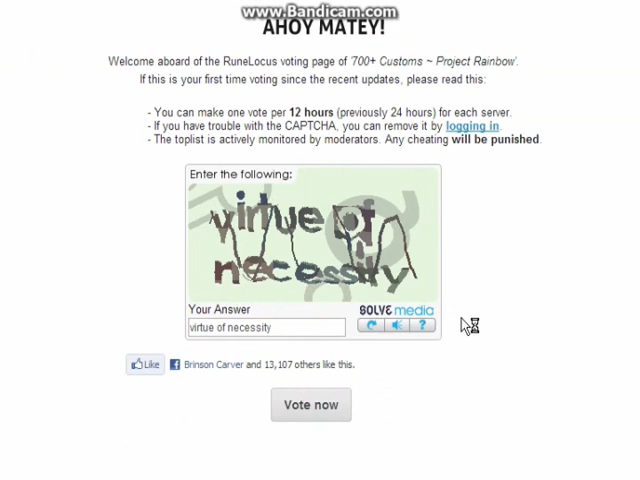 www.Bandicam.com
AHOY MATEY!
Welcome aboard of the RuneLocus voting page of '700+ Customs ~ Project Rainbow'.
If this is your first time voting since the recent updates, please read this:
- You can make one vote per 12 hours (previously 24 hours) for each server.
- If you have trouble with the CAPTCHA, you can remove it by logging in.
- The toplist is actively monitored by moderators. Any cheating will be punished.
Enter the following:
virtue of
necessity
Your Answer
SOLVE media
virtue of necessity
?
Like
f Brinson Carver and 13,107 others like this.
Vote now